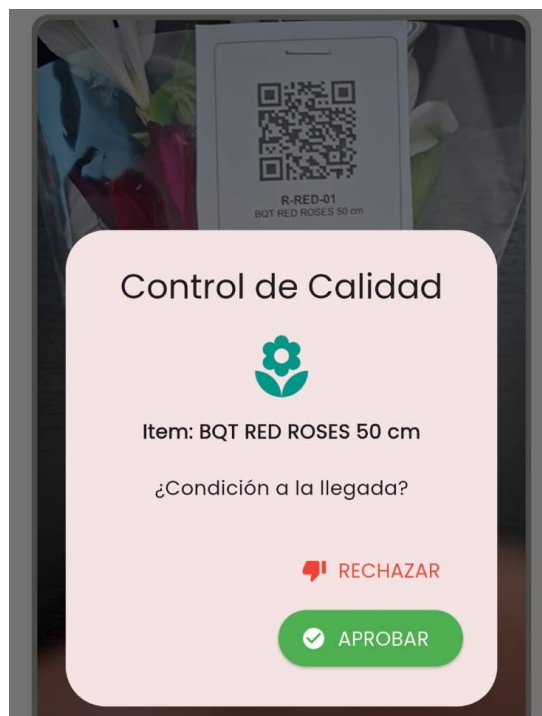 R-RED-01
BQT RED ROSES 50 cm
Control de Calidad
Item: BQT RED ROSES 50 cm
¿Condición a la llegada?
RECHAZAR
APROBAR